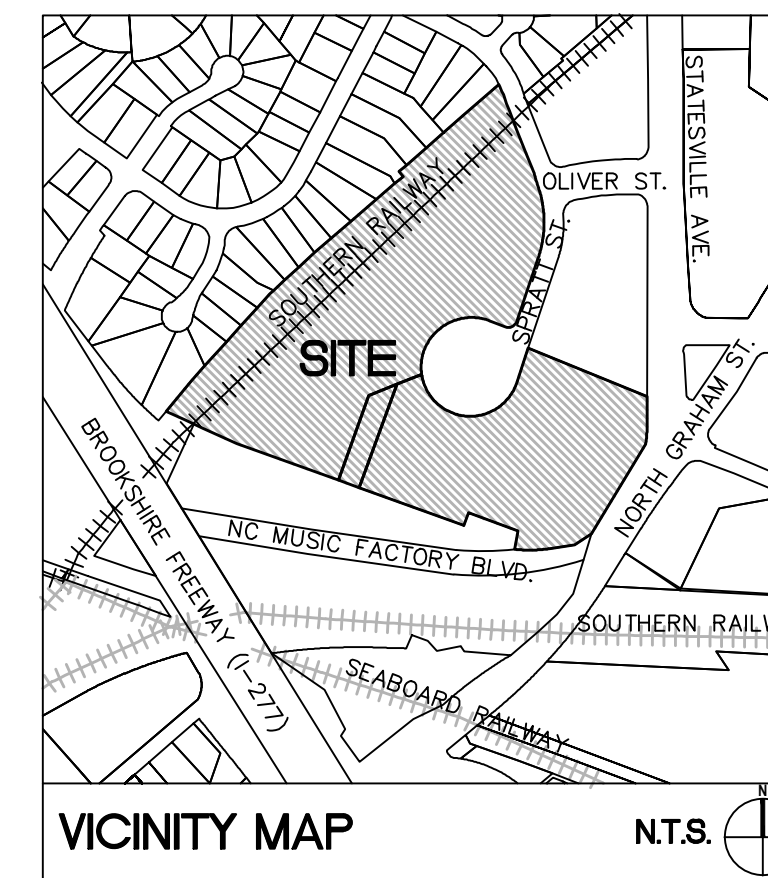 STATESVILLE AVE.
OLIVER ST.
SOUTHERN RAILWAY
SPRATT ST.
SITE
NORTH GRAHAM ST.
BROOKSHIRE FREEWAY (I-277)
NC MUSIC FACTORY BLVD.
SOUTHERN RAILW
SEABOARD RAILWAY
VICINITY MAP
N.T.S.
N